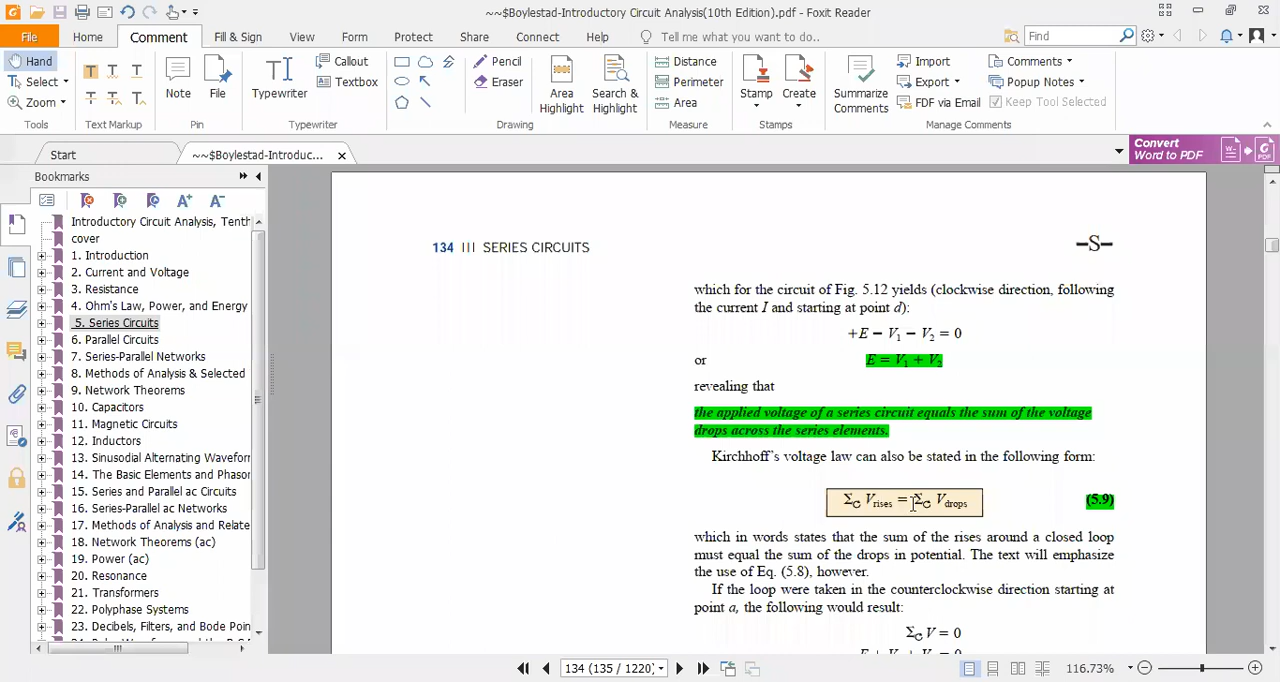 ~~$Boylestad-Introductory Circuit Analysis(10th Edition).pdf - Foxit Reader
File Home Comment Fill & Sign View Form Protect Share Connect Help Tell me what you want to do.. Find
Hand
Select
Zoom
Tools
T T T
T T T
Text Markup
Note
File
Pin
Typewriter
Callout
Textbox
Typewriter
Pencil
Eraser
Area Highlight
Search & Highlight
Drawing
Distance
Perimeter
Area
Measure
Stamp
Create
Stamps
Summarize Comments
Import
Export
FDF via Email
Comments
Popup Notes
Keep Tool Selected
Manage Comments
Start
~~$Boylestad-Introduc...
Convert
Word to PDF
Bookmarks
A+ A-
Introductory Circuit Analysis, Tenth
cover
1. Introduction
2. Current and Voltage
3. Resistance
4. Ohm's Law, Power, and Energy
5. Series Circuits
6. Parallel Circuits
7. Series-Parallel Networks
8. Methods of Analysis & Selected
9. Network Theorems
10. Capacitors
11. Magnetic Circuits
12. Inductors
13. Sinusodial Alternating Wavefor
14. The Basic Elements and Phasor
15. Series and Parallel ac Circuits
16. Series-Parallel ac Networks
17. Methods of Analysis and Relate
18. Network Theorems (ac)
19. Power (ac)
20. Resonance
21. Transformers
22. Polyphase Systems
23. Decibels, Filters, and Bode Poin
134 III SERIES CIRCUITS
–S–
which for the circuit of Fig. 5.12 yields (clockwise direction, following
the current I and starting at point d):
+E − V₁ − V₂ = 0
or E = V₁ + V₂
revealing that
the applied voltage of a series circuit equals the sum of the voltage
drops across the series elements.
Kirchhoff's voltage law can also be stated in the following form:
Σ↻ Vrises = Σ↻ Vdrops (5.9)
which in words states that the sum of the rises around a closed loop
must equal the sum of the drops in potential. The text will emphasize
the use of Eq. (5.8), however.
If the loop were taken in the counterclockwise direction starting at
point a, the following would result:
Σ↻ V = 0
134 (135 / 1220)
116.73%